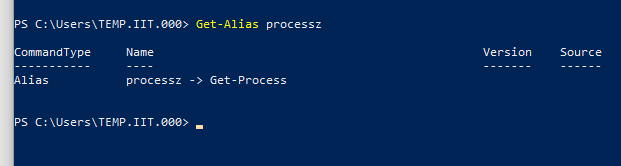 PS C:\Users\TEMP.IIT.000> Get-Alias processz
CommandType     Name                                               Version    Source
-----------     ----                                               -------    ------
Alias           processz -> Get-Process
PS C:\Users\TEMP.IIT.000>